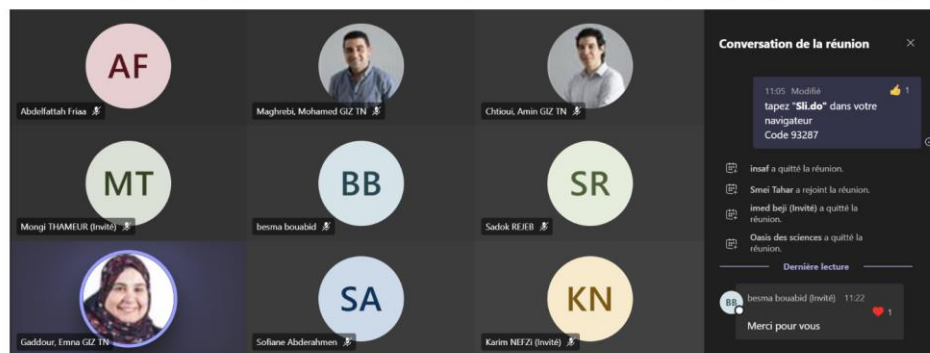 AF
Abdelfattah Friaa
Maghrebi, Mohamed GIZ TN
Chtioui, Amin GIZ TN
MT
Mongi THAMEUR (Invité)
BB
besma bouabid
SR
Sadok REJEB
Gaddour, Emna GIZ TN
SA
Sofiane Abderahmen
KN
Karim NEFZi (Invité)
Conversation de la réunion
11:05 Modifié
1
tapez "Sli.do" dans votre
navigateur
Code 93287
insaf a quitté la réunion.
Smei Tahar a rejoint la réunion.
imed beji (Invité) a quitté la
réunion.
Oasis des sciences a quitté la
réunion.
Dernière lecture
BB
besma bouabid (Invité) 11:22
1
Merci pour vous